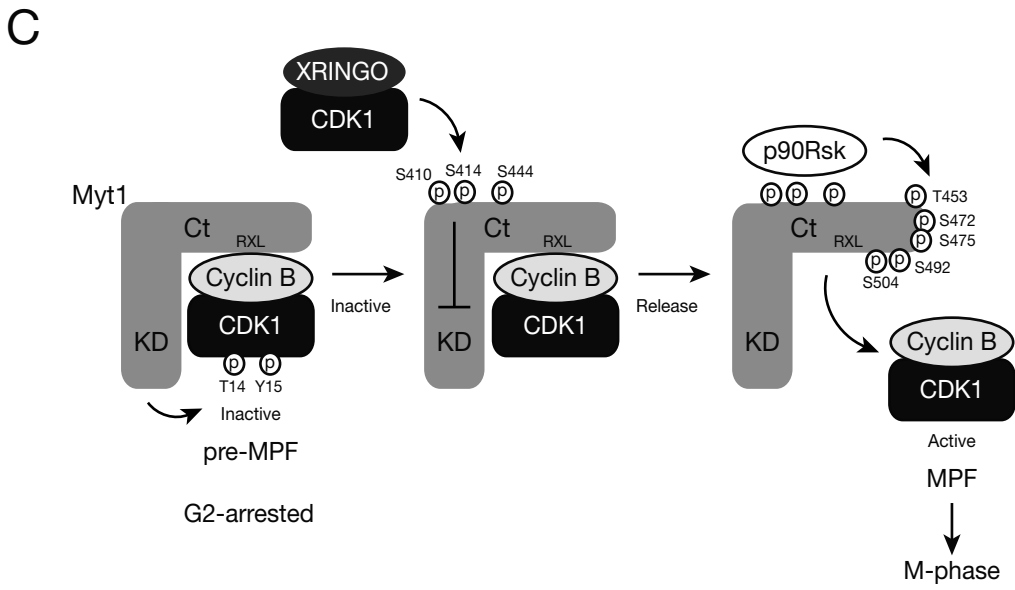 C
XRINGO
CDK1
Myt1
Ct
RXL
Cyclin B
CDK1
KD
p
p
T14
Y15
Inactive
pre-MPF
G2-arrested
Inactive
S410
S414
S444
p
p
p
Ct
RXL
Cyclin B
CDK1
KD
Release
p90Rsk
p
p
p
p
T453
p
S472
p
S475
p
p
S492
S504
Ct
RXL
KD
Cyclin B
CDK1
Active
MPF
M-phase